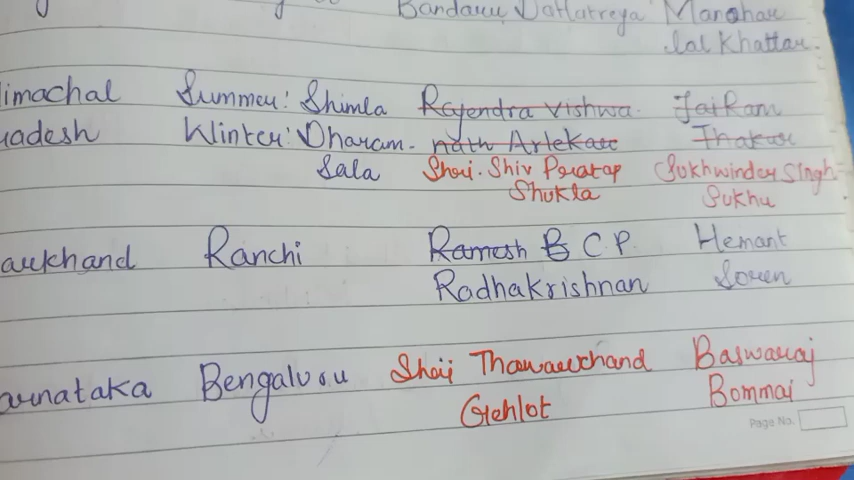 Bandaru Dattatreya Manohar
lal Khattar.
imachal Summer: Shimla Rajendra Vishwa. JaiRam
radesh Winter: Dharam- nath Arlekar Thakur
Sala Shri. Shiv Pratap Sukhwinder Singh
Shukla Sukhu
arkhand Ranchi Ramesh B C P. Hemant
Radhakrishnan Soren
arnataka Bengaluru Shri Thawarchand Baswaraj
Gehlot Bommai
Page No.